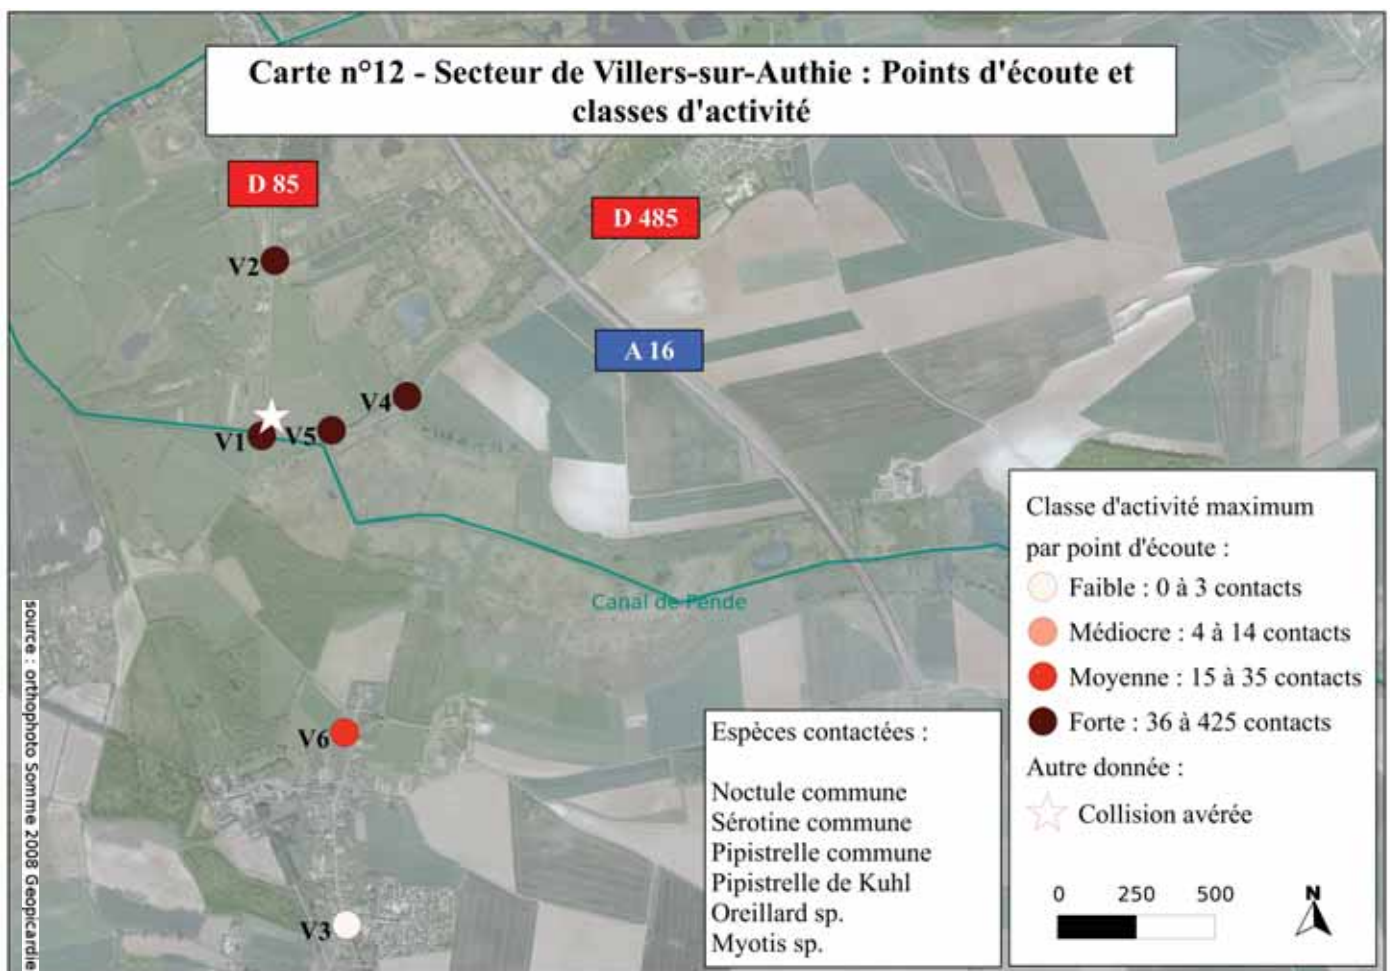 Carte n°12 - Secteur de Villers-sur-Authie : Points d'écoute et
classes d'activité
D 85
D 485
V2
A 16
V4
V1
V5
Classe d'activité maximum
par point d'écoute :
Faible : 0 à 3 contacts
Médiocre : 4 à 14 contacts
Moyenne : 15 à 35 contacts
Forte : 36 à 425 contacts
Autre donnée :
Collision avérée
0 250 500
N
Canal de Pende
V6
V3
Espèces contactées :
Noctule commune
Sérotine commune
Pipistrelle commune
Pipistrelle de Kuhl
Oreillard sp.
Myotis sp.
source : orthophoto Somme 2008 Geopicardie